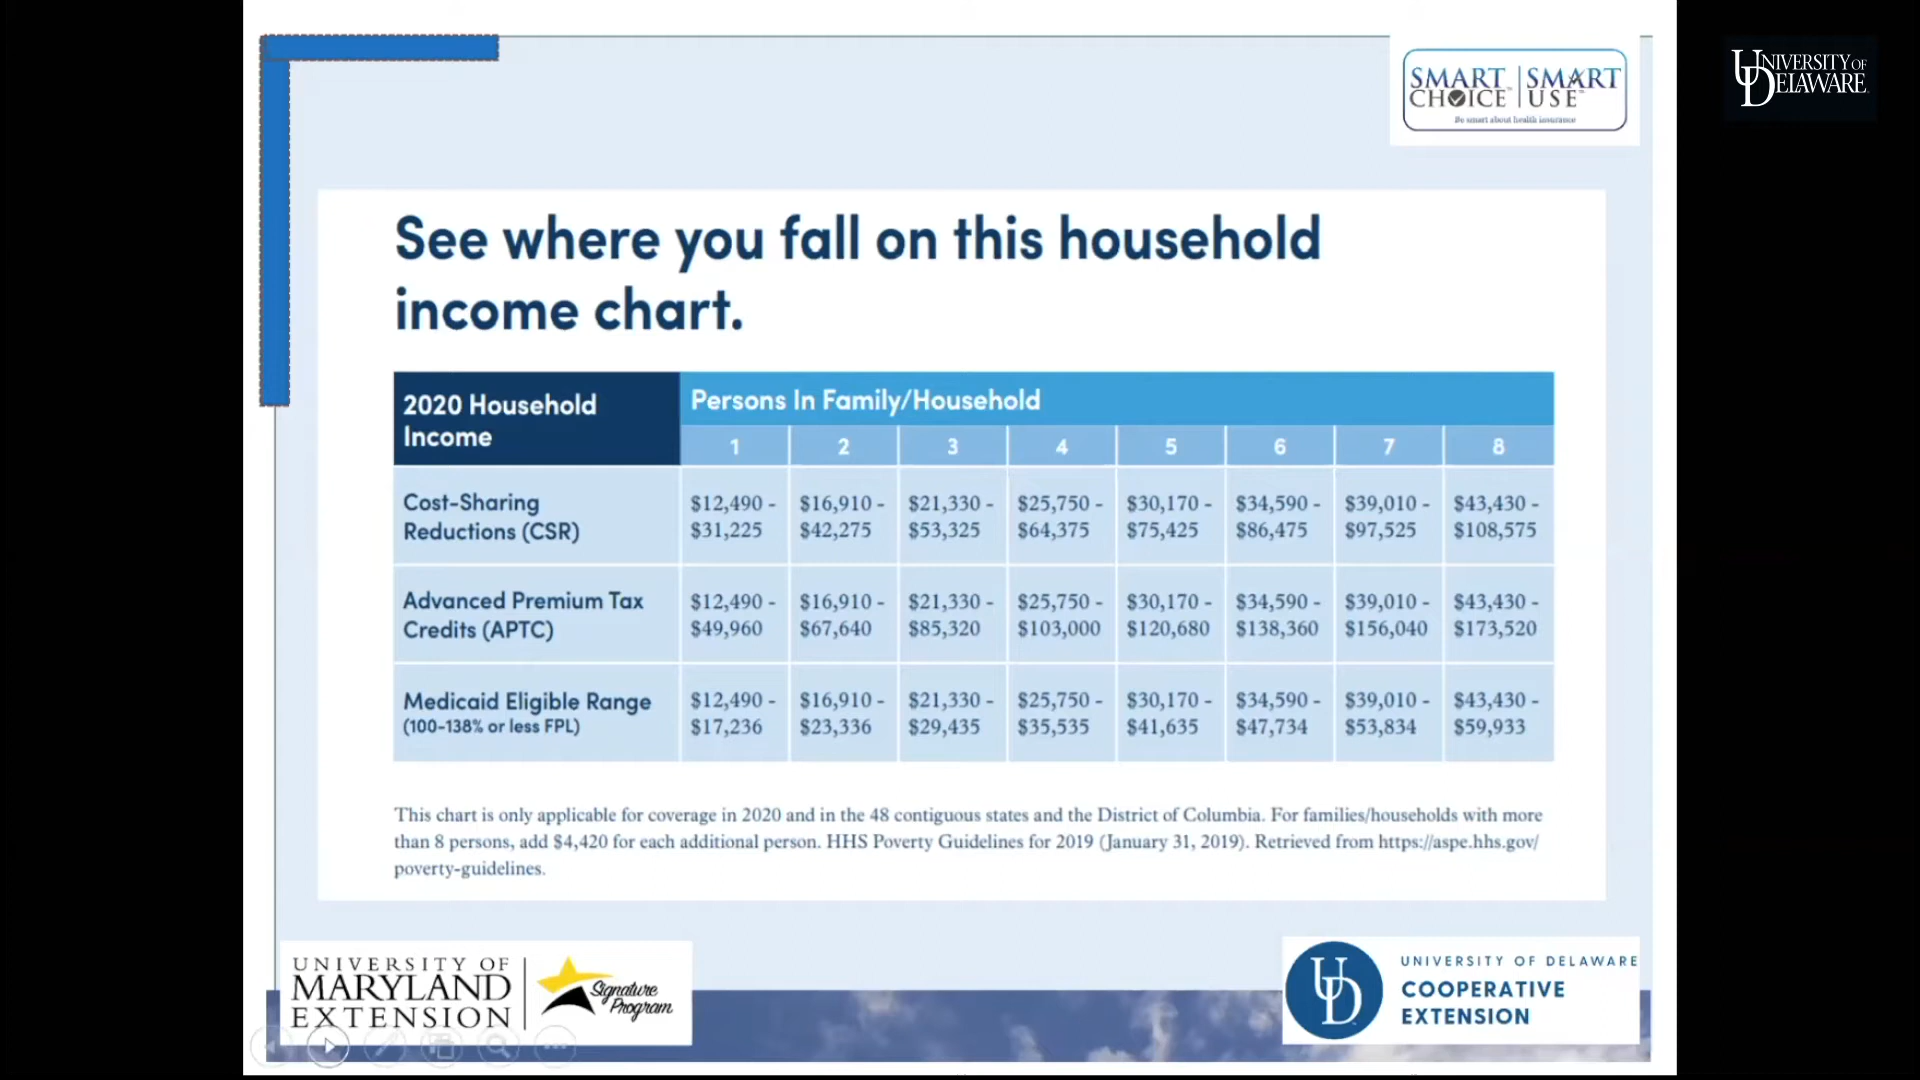 SMART CHOICE™ | SMART USE™
Be smart about health insurance
UNIVERSITY OF DELAWARE
See where you fall on this household
income chart.
2020 Household Income
Persons In Family/Household
1 2 3 4 5 6 7 8
Cost-Sharing Reductions (CSR)
$12,490 - $31,225
$16,910 - $42,275
$21,330 - $53,325
$25,750 - $64,375
$30,170 - $75,425
$34,590 - $86,475
$39,010 - $97,525
$43,430 - $108,575
Advanced Premium Tax Credits (APTC)
$12,490 - $49,960
$16,910 - $67,640
$21,330 - $85,320
$25,750 - $103,000
$30,170 - $120,680
$34,590 - $138,360
$39,010 - $156,040
$43,430 - $173,520
Medicaid Eligible Range
(100-138% or less FPL)
$12,490 - $17,236
$16,910 - $23,336
$21,330 - $29,435
$25,750 - $35,535
$30,170 - $41,635
$34,590 - $47,734
$39,010 - $53,834
$43,430 - $59,933
This chart is only applicable for coverage in 2020 and in the 48 contiguous states and the District of Columbia. For families/households with more
than 8 persons, add $4,420 for each additional person. HHS Poverty Guidelines for 2019 (January 31, 2019). Retrieved from https://aspe.hhs.gov/
poverty-guidelines.
UNIVERSITY OF
MARYLAND
EXTENSION
Signature
Program
UD
UNIVERSITY OF DELAWARE
COOPERATIVE
EXTENSION